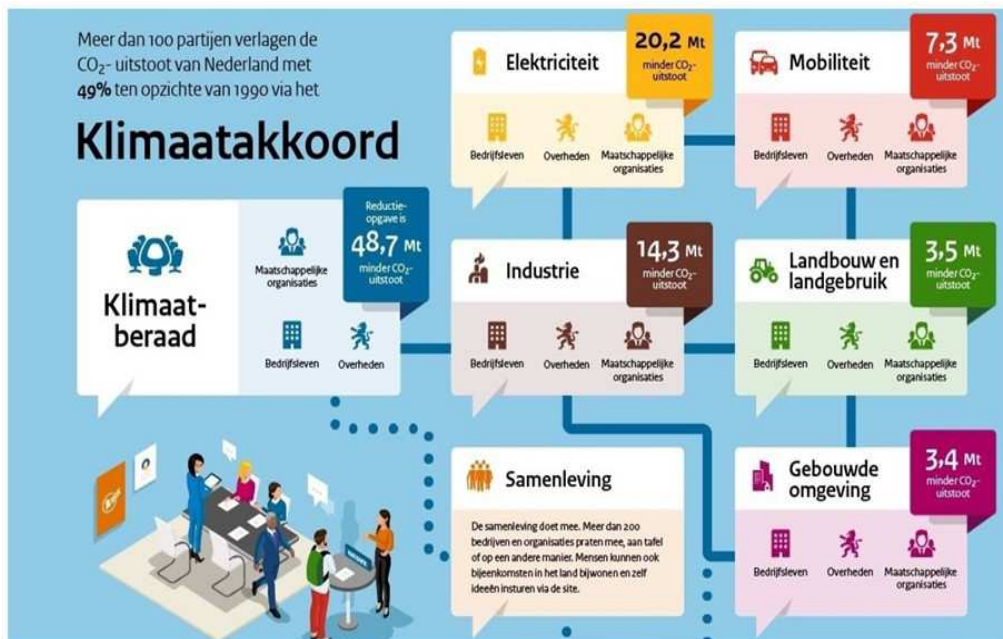 Meer dan 100 partijen verlagen de
CO₂- uitstoot van Nederland met
49% ten opzichte van 1990 via het
Klimaatakkoord
Klimaat-
beraad
Maatschappelijke
organisaties
Bedrijfsleven
Overheden
Reductie-
opgave is
48,7 Mt
minder CO₂-
uitstoot
Elektriciteit
20,2 Mt
minder CO₂-
uitstoot
Bedrijfsleven
Overheden
Maatschappelijke
organisaties
Mobiliteit
7,3 Mt
minder CO₂-
uitstoot
Bedrijfsleven
Overheden
Maatschappelijke
organisaties
Industrie
14,3 Mt
minder CO₂-
uitstoot
Bedrijfsleven
Overheden
Maatschappelijke
organisaties
Landbouw en
landgebruik
3,5 Mt
minder CO₂-
uitstoot
Bedrijfsleven
Overheden
Maatschappelijke
organisaties
Samenleving
De samenleving doet mee. Meer dan 200
bedrijven en organisaties praten mee, aan tafel
of op een andere manier. Mensen kunnen ook
bijeenkomsten in het land bijwonen en zelf
ideeën insturen via de site.
Gebouwde
omgeving
3,4 Mt
minder CO₂-
uitstoot
Bedrijfsleven
Overheden
Maatschappelijke
organisaties